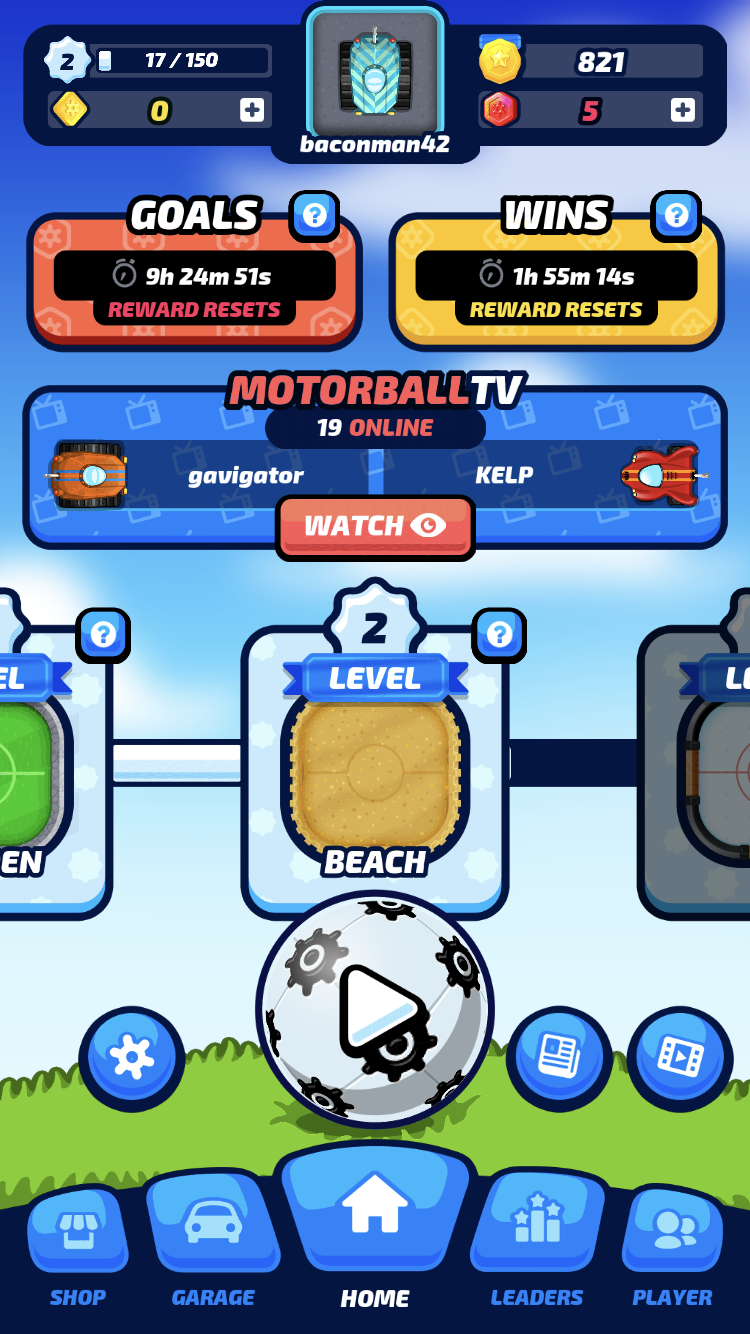 2
17 / 150
821
0
5
baconman42
GOALS
WINS
9h 24m 51s
1h 55m 14s
REWARD RESETS
REWARD RESETS
MOTORBALLTV
19 ONLINE
gavigator
KELP
WATCH
2
EL
LEVEL
L
EN
BEACH
SHOP
GARAGE
HOME
LEADERS
PLAYER